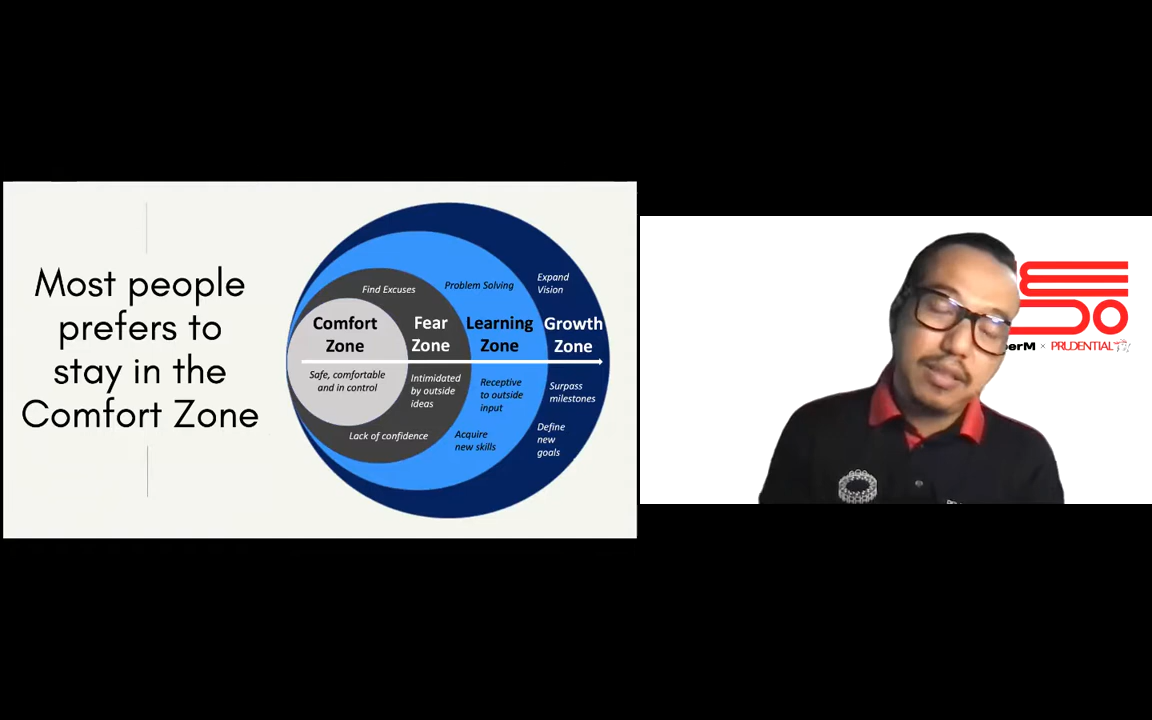 Most people
prefers to
stay in the
Comfort Zone
Find Excuses
Problem Solving
Expand
Vision
Comfort
Zone
Fear
Zone
Learning
Zone
Growth
Zone
Safe, comfortable
and in control
Intimidated
by outside
ideas
Receptive
to outside
input
Surpass
milestones
Lack of confidence
Acquire
new skills
Define
new
goals
erM × PRUDENTIAL